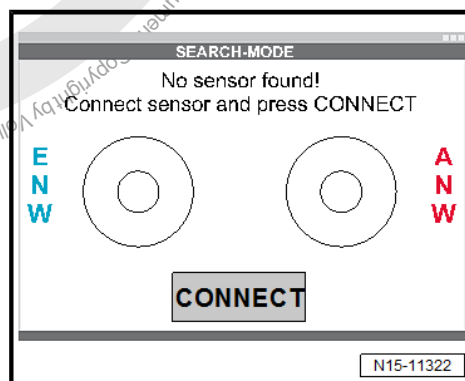 SEARCH-MODE
No sensor found!
Connect sensor and press CONNECT
E
N
W
A
N
W
CONNECT
N15-11322